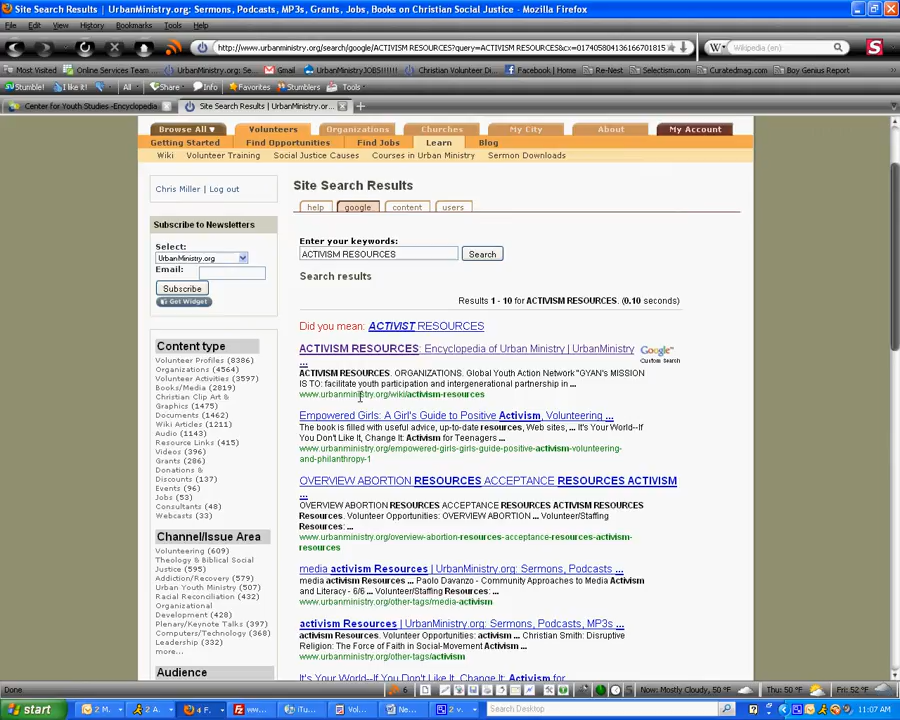 Site Search Results | UrbanMinistry.org: Sermons, Podcasts, MP3s, Grants, Jobs, Books on Christian Social Justice - Mozilla Firefox
File Edit View History Bookmarks Tools Help
http://www.urbanministry.org/search/google/ACTIVISM RESOURCES?query=ACTIVISM RESOURCES&cx=017405804136166701815
Wikipedia (en)
Most Visited Online Services Team... UrbanMinistry.org: Se... Gmail UrbanMinistryJOBS!!!!! Christian Volunteer Di... Facebook | Home Re-Nest Selectism.com Curatedmag.com Boy Genius Report
Stumble! I like it! All Share Info Favorites Stumblers Tools
Center for Youth Studies -Encyclopedia Site Search Results | UrbanMinistry.or...
Browse All ▼ Volunteers Organizations Churches My City About My Account
Getting Started Find Opportunities Find Jobs Learn Blog
Wiki Volunteer Training Social Justice Causes Courses in Urban Ministry Sermon Downloads
Chris Miller | Log out
Subscribe to Newsletters
Select:
UrbanMinistry.org
Email:
Subscribe
Get Widget
Content type
Volunteer Profiles (8386)
Organizations (4564)
Volunteer Activities (3597)
Books/Media (2819)
Christian Clip Art &
Graphics (1475)
Documents (1462)
Wiki Articles (1211)
Audio (1143)
Resource Links (415)
Videos (396)
Grants (286)
Donations &
Discounts (137)
Events (96)
Jobs (53)
Consultants (48)
Webcasts (33)
Channel/Issue Area
Volunteering (609)
Theology & Biblical Social
Justice (595)
Addiction/Recovery (579)
Urban Youth Ministry (507)
Racial Reconciliation (432)
Organizational
Development (428)
Plenary/Keynote Talks (397)
Computers/Technology (368)
Leadership (332)
more...
Audience
Site Search Results
help google content users
Enter your keywords:
ACTIVISM RESOURCES Search
Search results
Results 1 - 10 for ACTIVISM RESOURCES. (0.10 seconds)
Did you mean: ACTIVIST RESOURCES
ACTIVISM RESOURCES: Encyclopedia of Urban Ministry | UrbanMinistry
...
Google™
Custom Search
ACTIVISM RESOURCES. ORGANIZATIONS. Global Youth Action Network "GYAN's MISSION
IS TO: facilitate youth participation and intergenerational partnership in ...
www.urbanministry.org/wiki/activism-resources
Empowered Girls: A Girl's Guide to Positive Activism, Volunteering ...
The book is filled with useful advice, up-to-date resources, Web sites, ... It's Your World--If
You Don't Like It, Change It: Activism for Teenagers ...
www.urbanministry.org/empowered-girls-girls-guide-positive-activism-volunteering-
and-philanthropy-1
OVERVIEW ABORTION RESOURCES ACCEPTANCE RESOURCES ACTIVISM
...
OVERVIEW ABORTION RESOURCES ACCEPTANCE RESOURCES ACTIVISM RESOURCES
Resources. Volunteer Opportunities: OVERVIEW ABORTION ... Volunteer/Staffing
Resources: ...
www.urbanministry.org/overview-abortion-resources-acceptance-resources-activism-
resources
media activism Resources | UrbanMinistry.org: Sermons, Podcasts ...
media activism Resources ... Paolo Davanzo - Community Approaches to Media Activism
and Literacy - 6/6 ... Volunteer/Staffing Resources: ...
www.urbanministry.org/other-tags/media-activism
activism Resources | UrbanMinistry.org: Sermons, Podcasts, MP3s ...
activism Resources. Volunteer Opportunities: activism ... Christian Smith: Disruptive
Religion: The Force of Faith in Social-Movement Activism ...
www.urbanministry.org/other-tags/activism
It's Your World--If You Don't Like It, Change It: Activism for
Done 6 Now: Mostly Cloudy, 50 °F Thu: 50 °F Fri: 52 °F
start 2 M... 2 A... 4 F... www... iTu... Vol... Ne... 2 v... Search Desktop 11:07 AM